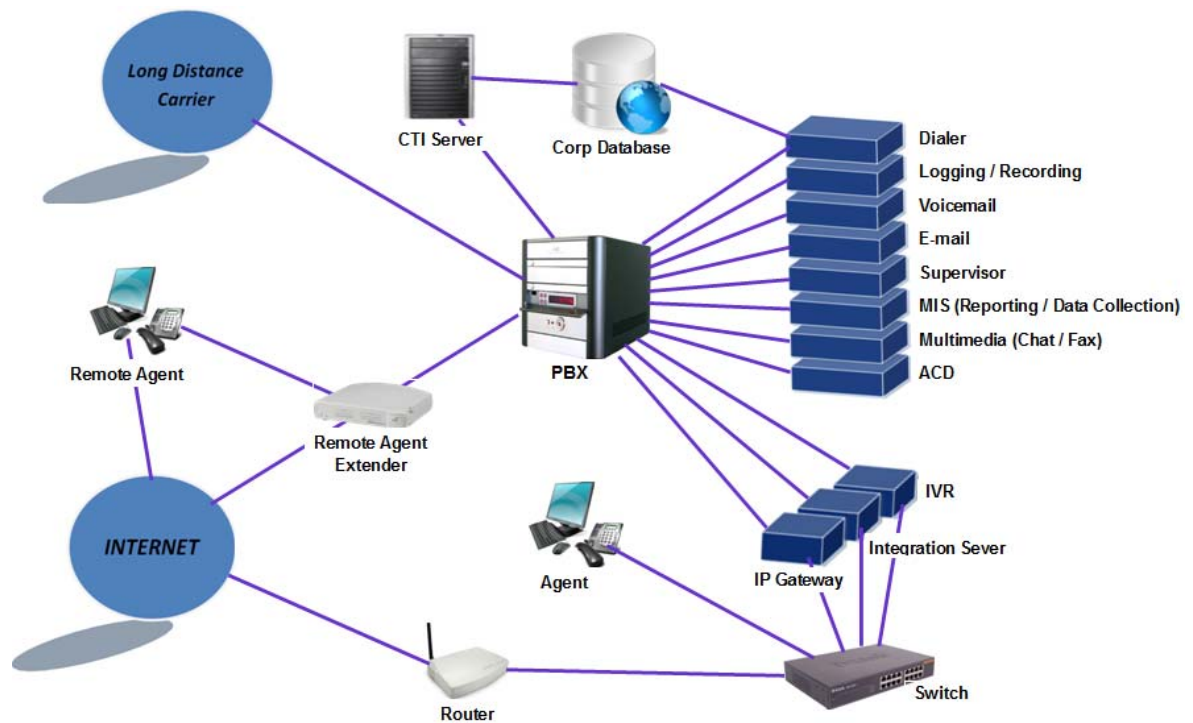 Long Distance
Carrier
CTI Server
Corp Database
Dialer
Logging / Recording
Voicemail
E-mail
Supervisor
MIS (Reporting / Data Collection)
Multimedia (Chat / Fax)
ACD
PBX
Remote Agent
Remote Agent
Extender
INTERNET
Agent
IVR
Integration Sever
IP Gateway
Switch
Router